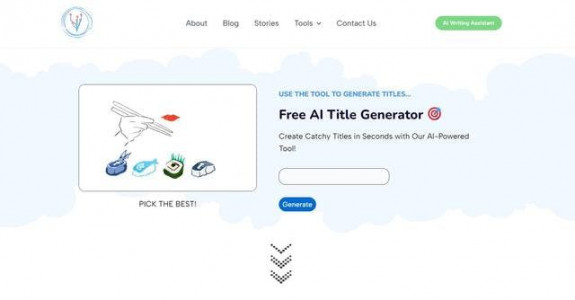 About Blog Stories Tools Contact Us
AI Writing Assistant
USE THE TOOL TO GENERATE TITLES...
Free AI Title Generator
Create Catchy Titles in Seconds with Our AI-Powered
Tool!
Generate
PICK THE BEST!